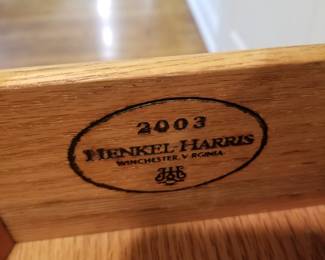 2003
HENKEL-HARRIS
WINCHESTER, VIRGINIA